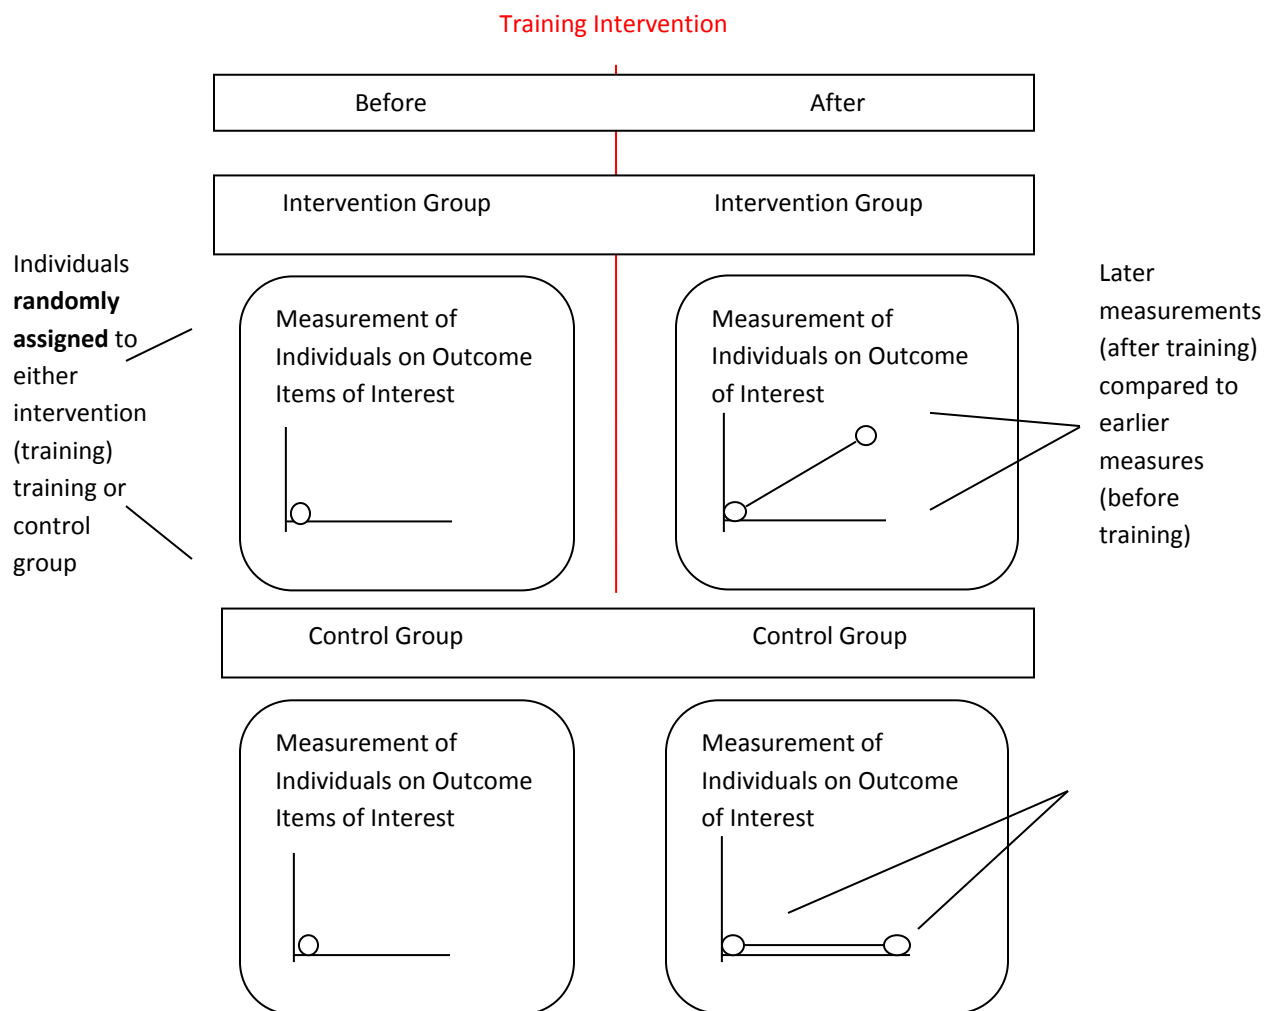 Training Intervention
Before
After
Intervention Group
Intervention Group
Individuals
randomly
assigned to
either
intervention
(training)
training or
control
group
Measurement of
Individuals on Outcome
Items of Interest
Measurement of
Individuals on Outcome
of Interest
Later
measurements
(after training)
compared to
earlier
measures
(before
training)
Control Group
Control Group
Measurement of
Individuals on Outcome
Items of Interest
Measurement of
Individuals on Outcome
of Interest